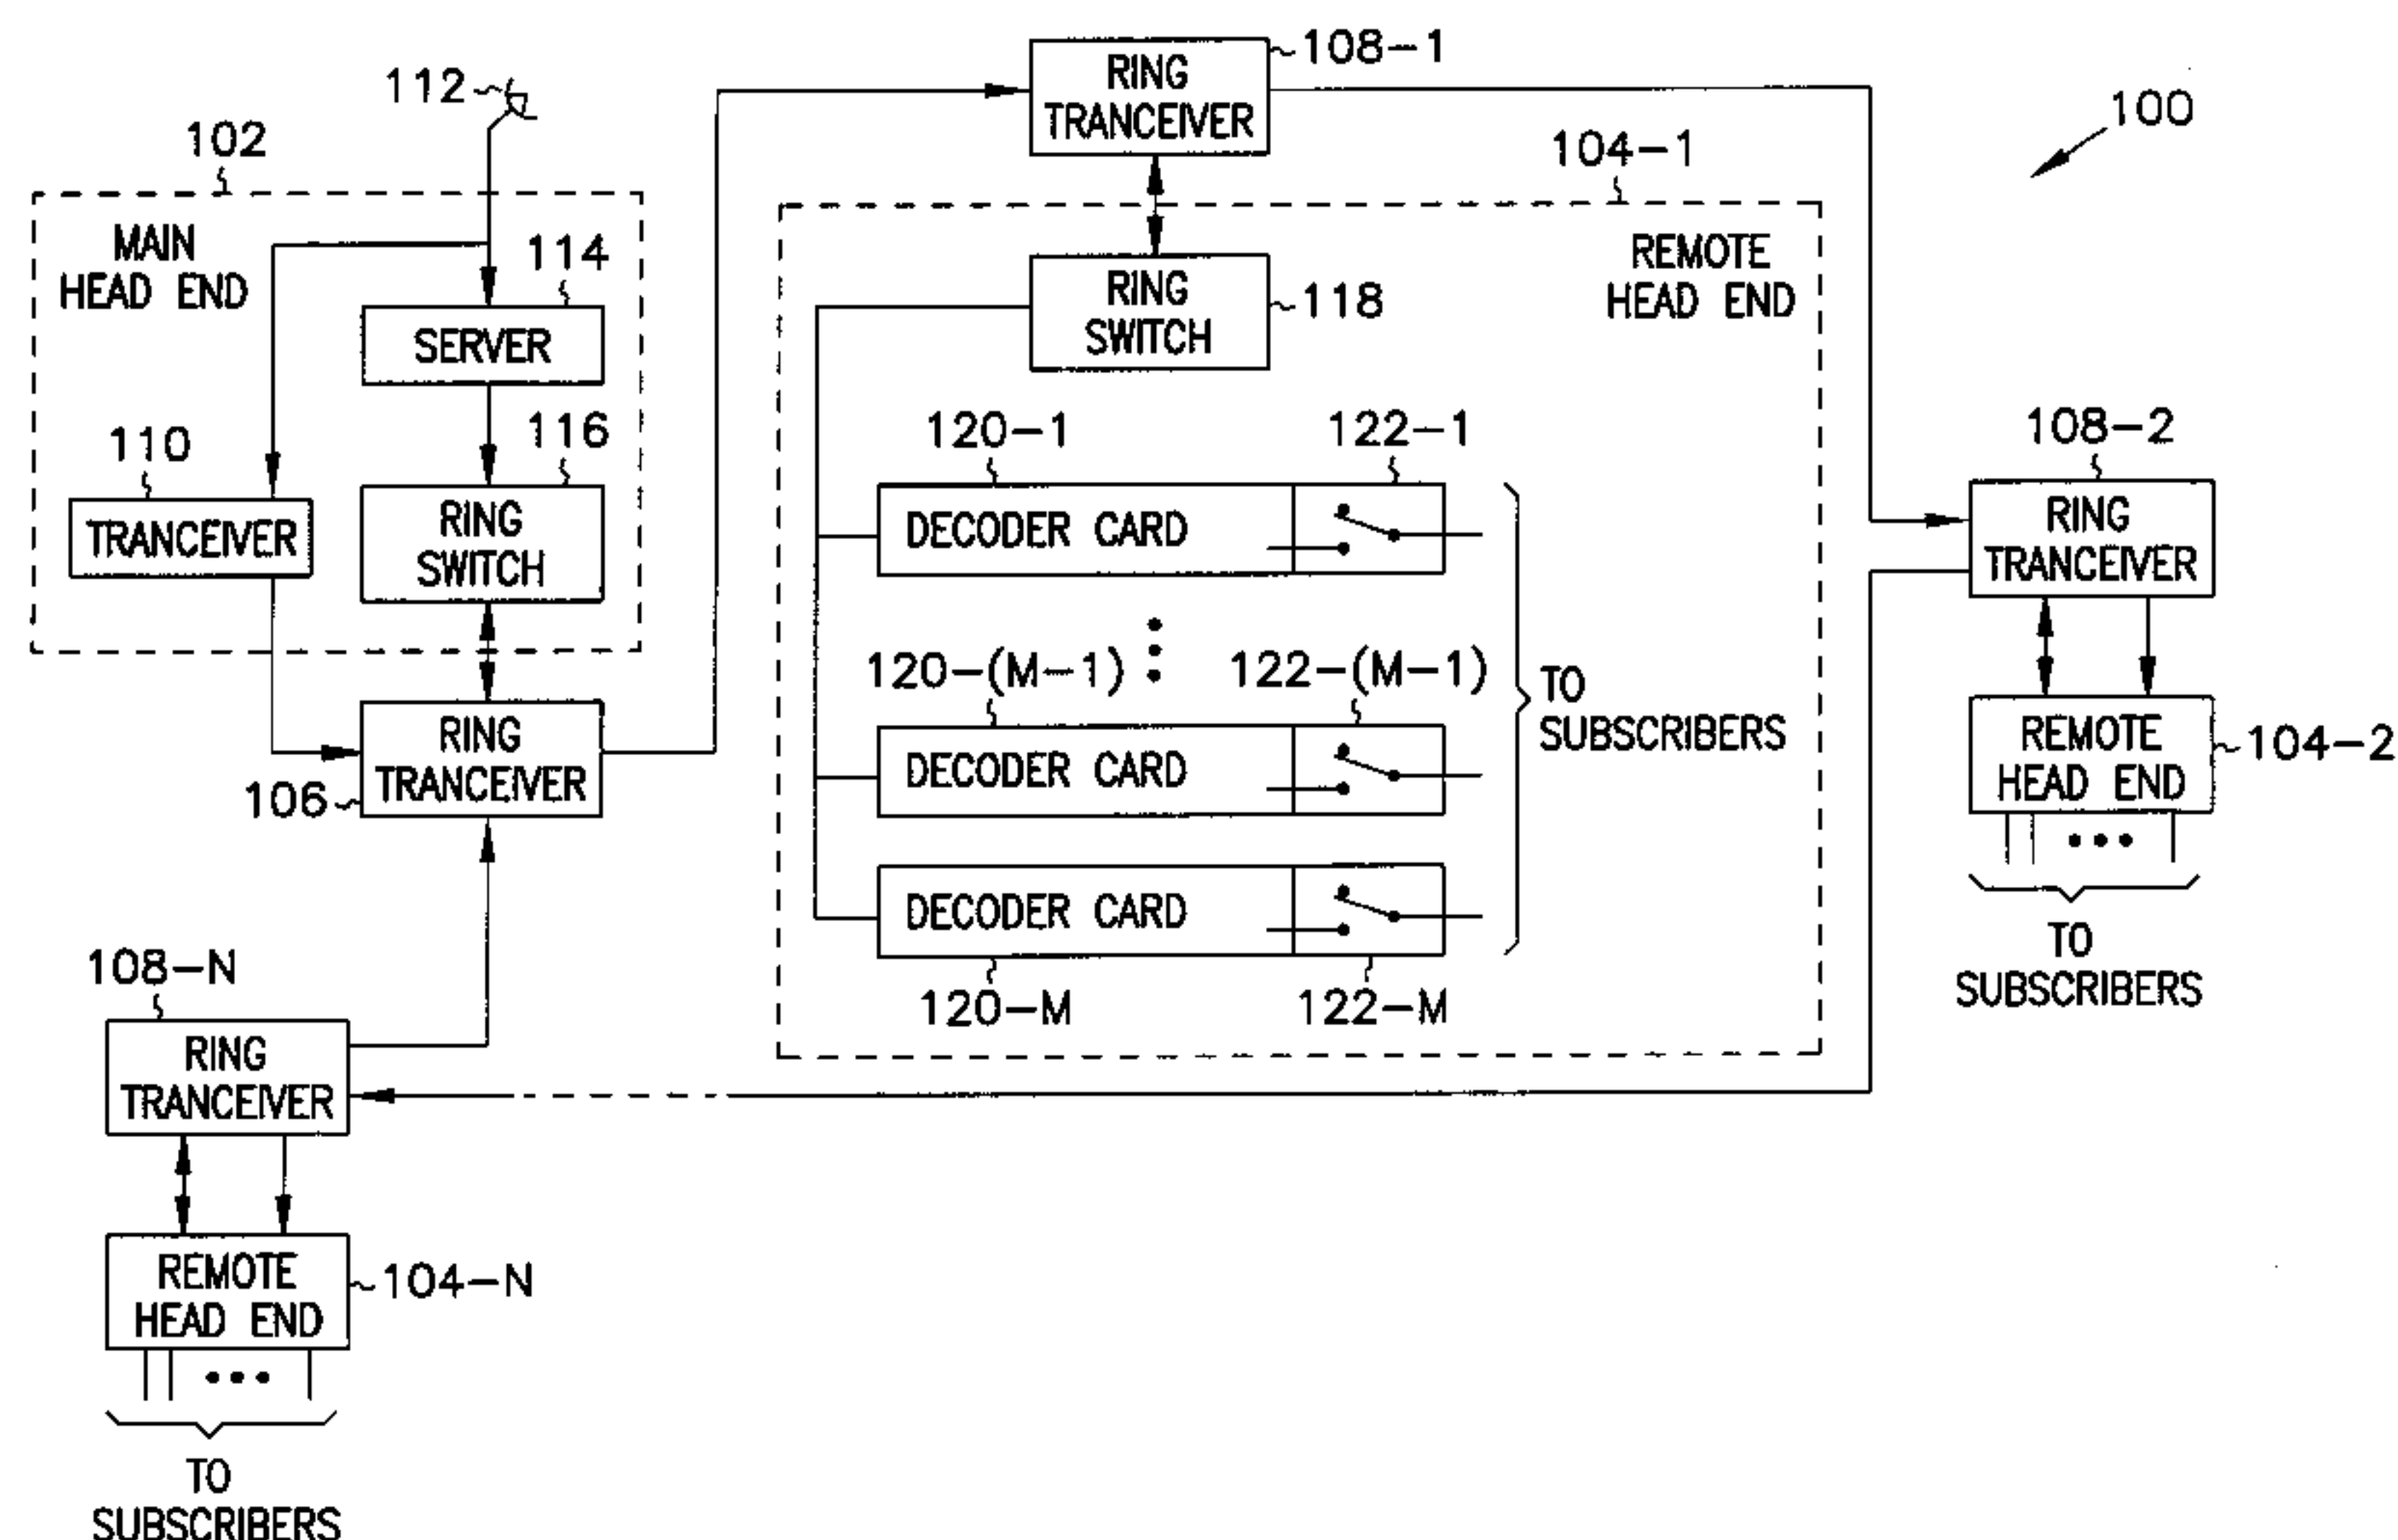 108-1
RING
TRANCEIVER
112
100
102
104-1
MAIN
HEAD END
114
SERVER
REMOTE
HEAD END
RING
SWITCH
118
110
116
TRANCEIVER
RING
SWITCH
120-1
122-1
DECODER CARD
108-2
RING
TRANCEIVER
120-(M-1)
122-(M-1)
DECODER CARD
TO
SUBSCRIBERS
RING
TRANCEIVER
106
REMOTE
HEAD END
104-2
DECODER CARD
120-M
122-M
TO
SUBSCRIBERS
108-N
RING
TRANCEIVER
REMOTE
HEAD END
104-N
TO
SUBSCRIBERS